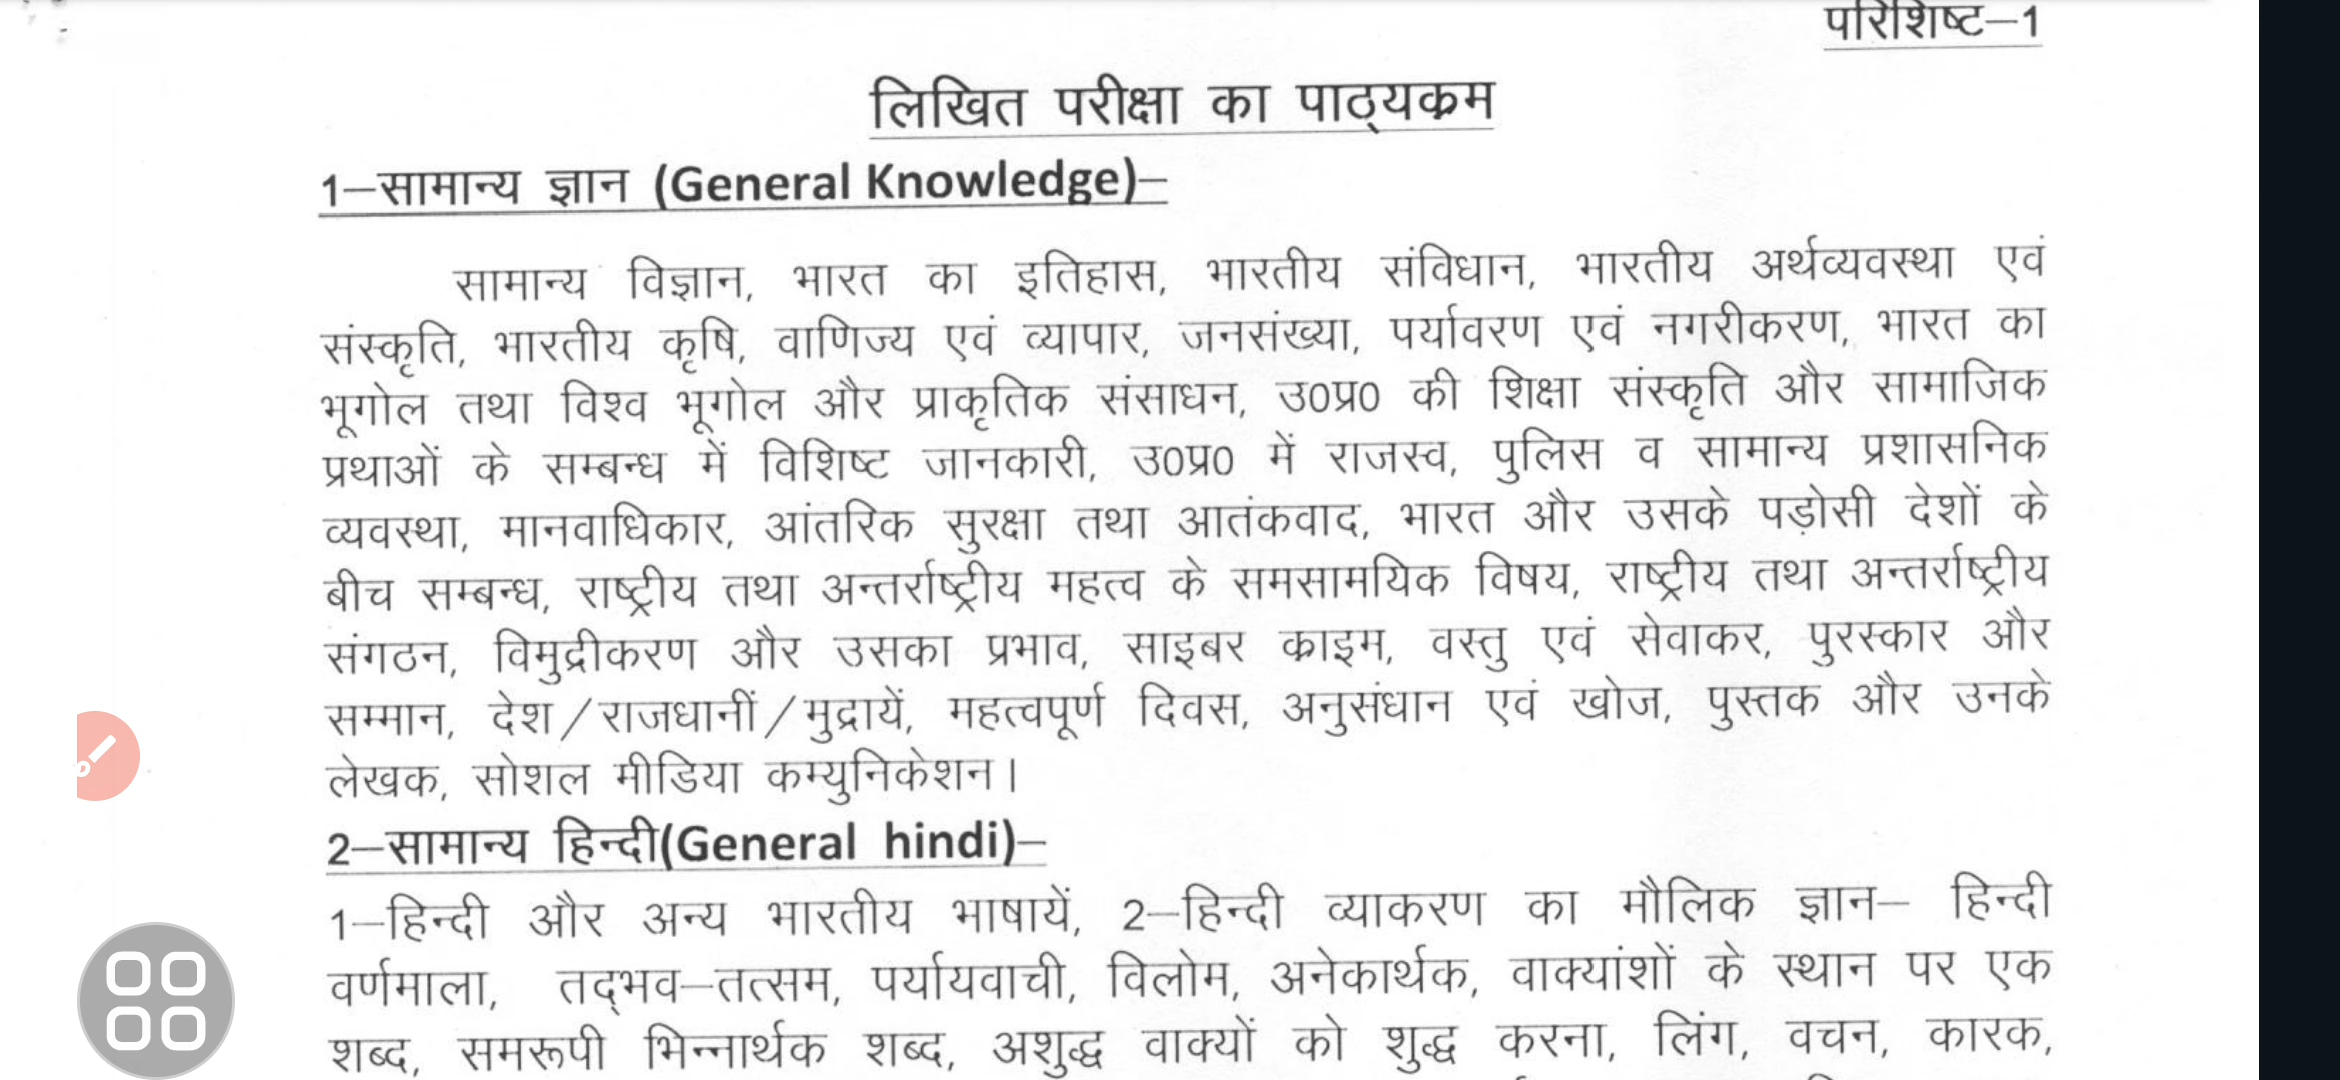 परिशिष्ट–1
लिखित परीक्षा का पाठ्यक्रम
1–सामान्य ज्ञान (General Knowledge)–
सामान्य विज्ञान, भारत का इतिहास, भारतीय संविधान, भारतीय अर्थव्यवस्था एवं
संस्कृति, भारतीय कृषि, वाणिज्य एवं व्यापार, जनसंख्या, पर्यावरण एवं नगरीकरण, भारत का
भूगोल तथा विश्व भूगोल और प्राकृतिक संसाधन, उ0प्र0 की शिक्षा संस्कृति और सामाजिक
प्रथाओं के सम्बन्ध में विशिष्ट जानकारी, उ0प्र0 में राजस्व, पुलिस व सामान्य प्रशासनिक
व्यवस्था, मानवाधिकार, आंतरिक सुरक्षा तथा आतंकवाद, भारत और उसके पड़ोसी देशों के
बीच सम्बन्ध, राष्ट्रीय तथा अन्तर्राष्ट्रीय महत्व के समसामयिक विषय, राष्ट्रीय तथा अन्तर्राष्ट्रीय
संगठन, विमुद्रीकरण और उसका प्रभाव, साइबर क्राइम, वस्तु एवं सेवाकर, पुरस्कार और
सम्मान, देश/राजधानीं/मुद्रायें, महत्वपूर्ण दिवस, अनुसंधान एवं खोज, पुस्तक और उनके
लेखक, सोशल मीडिया कम्युनिकेशन।
2–सामान्य हिन्दी(General hindi)–
1–हिन्दी और अन्य भारतीय भाषायें, 2–हिन्दी व्याकरण का मौलिक ज्ञान– हिन्दी
वर्णमाला, तद्भव–तत्सम, पर्यायवाची, विलोम, अनेकार्थक, वाक्यांशों के स्थान पर एक
शब्द, समरूपी भिन्नार्थक शब्द, अशुद्ध वाक्यों को शुद्ध करना, लिंग, वचन, कारक,